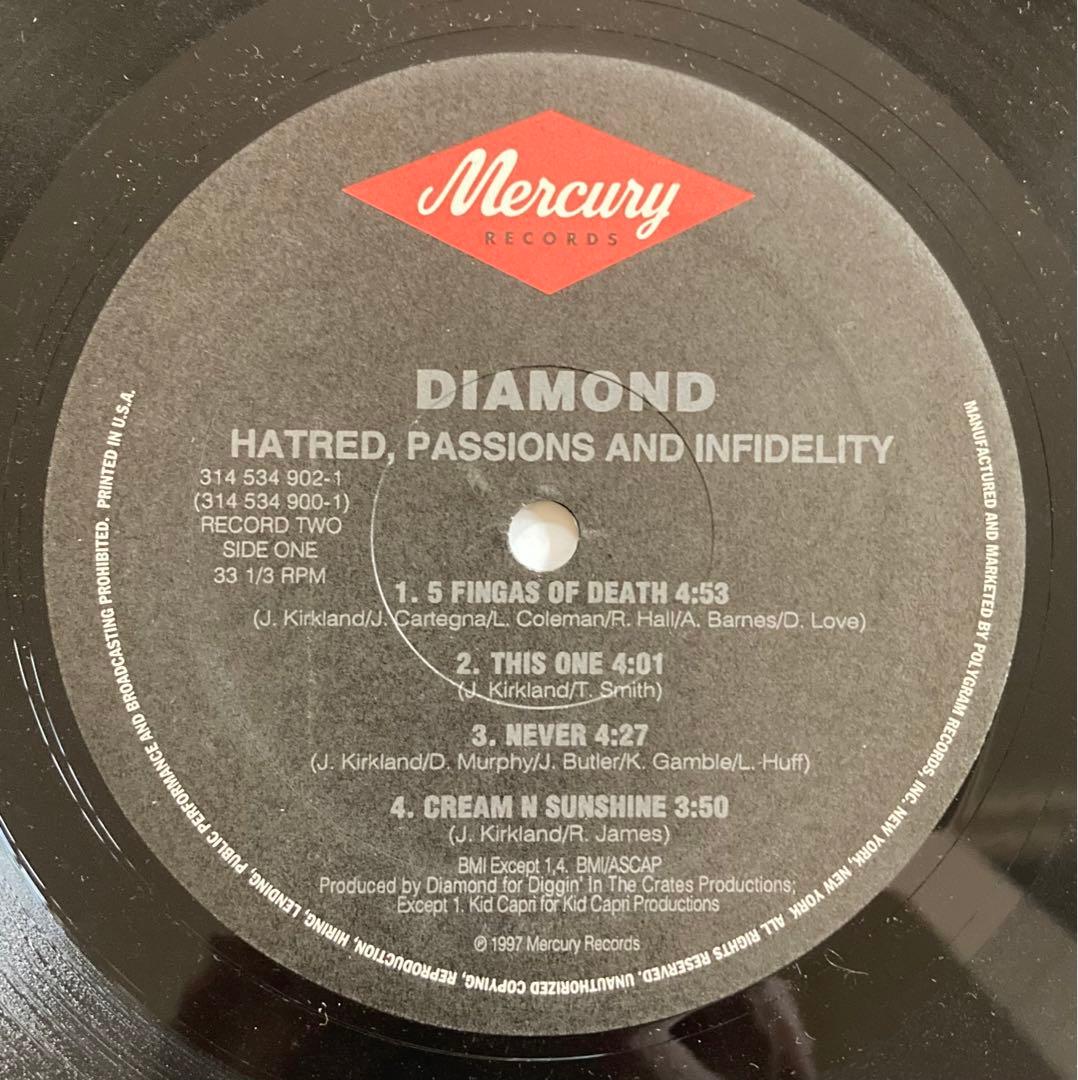 Mercury
RECORDS
DIAMOND
HATRED, PASSIONS AND INFIDELITY
314 534 902-1
(314 534 900-1)
RECORD TWO
SIDE ONE
33 1/3 RPM
1. 5 FINGAS OF DEATH 4:53
(J. Kirkland/J. Cartegna/L. Coleman/R. Hall/A. Barnes/D. Love)
2. THIS ONE 4:01
(J. Kirkland/T. Smith)
3. NEVER 4:27
(J. Kirkland/D. Murphy/J. Butler/K. Gamble/L. Huff)
4. CREAM N SUNSHINE 3:50
(J. Kirkland/R. James)
BMI Except 1,4. BMI/ASCAP
Produced by Diamond for Diggin' In The Crates Productions;
Except 1. Kid Capri for Kid Capri Productions
℗ 1997 Mercury Records
MANUFACTURED AND MARKETED BY POLYGRAM RECORDS, INC. NEW YORK, NEW YORK ALL RIGHTS RESERVED. UNAUTHORIZED COPYING, REPRODUCTION, HIRING, LENDING, PUBLIC PERFORMANCE AND BROADCASTING PROHIBITED. PRINTED IN U.S.A.